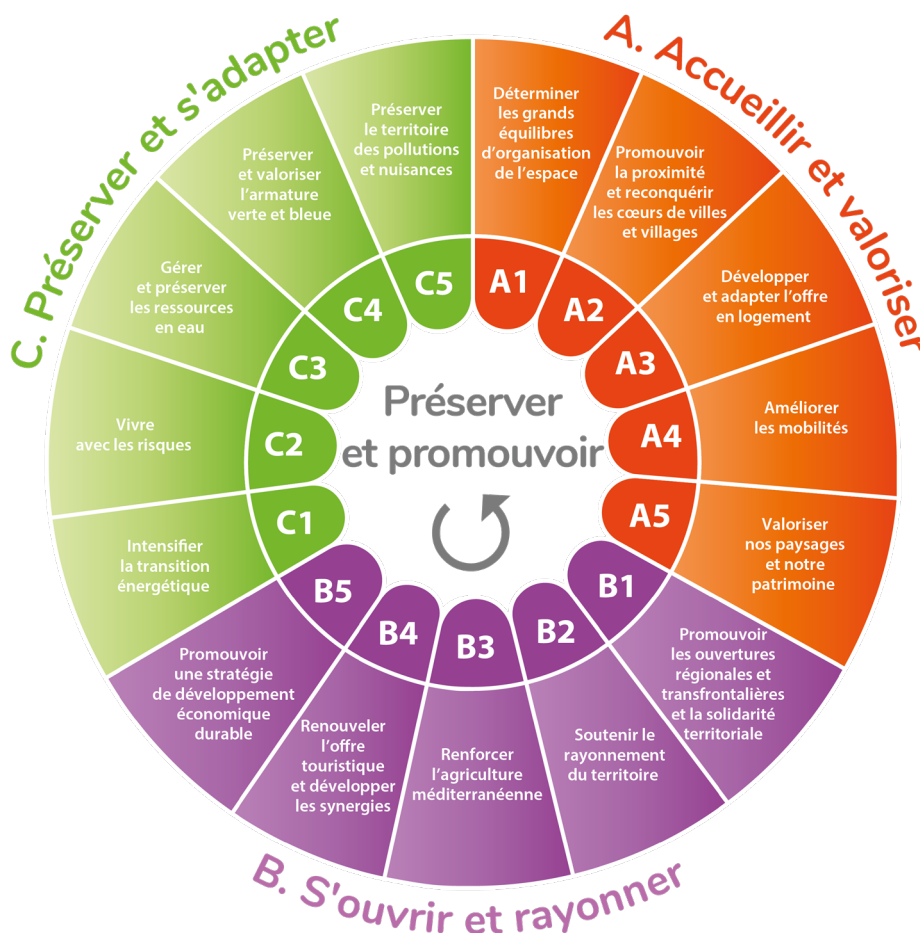 A. Accueillir et valoriser
Déterminer
les grands
équilibres
d'organisation
de l'espace
A1
Promouvoir
la proximité
et reconquérir
les cœurs de villes
et villages
A2
Développer
et adapter l'offre
en logement
A3
Améliorer
les mobilités
A4
Valoriser
nos paysages
et notre
patrimoine
A5
B. S'ouvrir et rayonner
Promouvoir
les ouvertures
régionales et
transfrontalières
et la solidarité
territoriale
B1
Soutenir le
rayonnement
du territoire
B2
Renforcer
l'agriculture
méditerranéenne
B3
Renouveler
l'offre
touristique
et développer
les synergies
B4
Promouvoir
une stratégie
de développement
économique
durable
B5
C. Préserver et s'adapter
Intensifier
la transition
énergétique
C1
Vivre
avec les risques
C2
Gérer
et préserver
les ressources
en eau
C3
Préserver
et valoriser
l'armature
verte et bleue
C4
Préserver
le territoire
des pollutions
et nuisances
C5
Préserver
et promouvoir